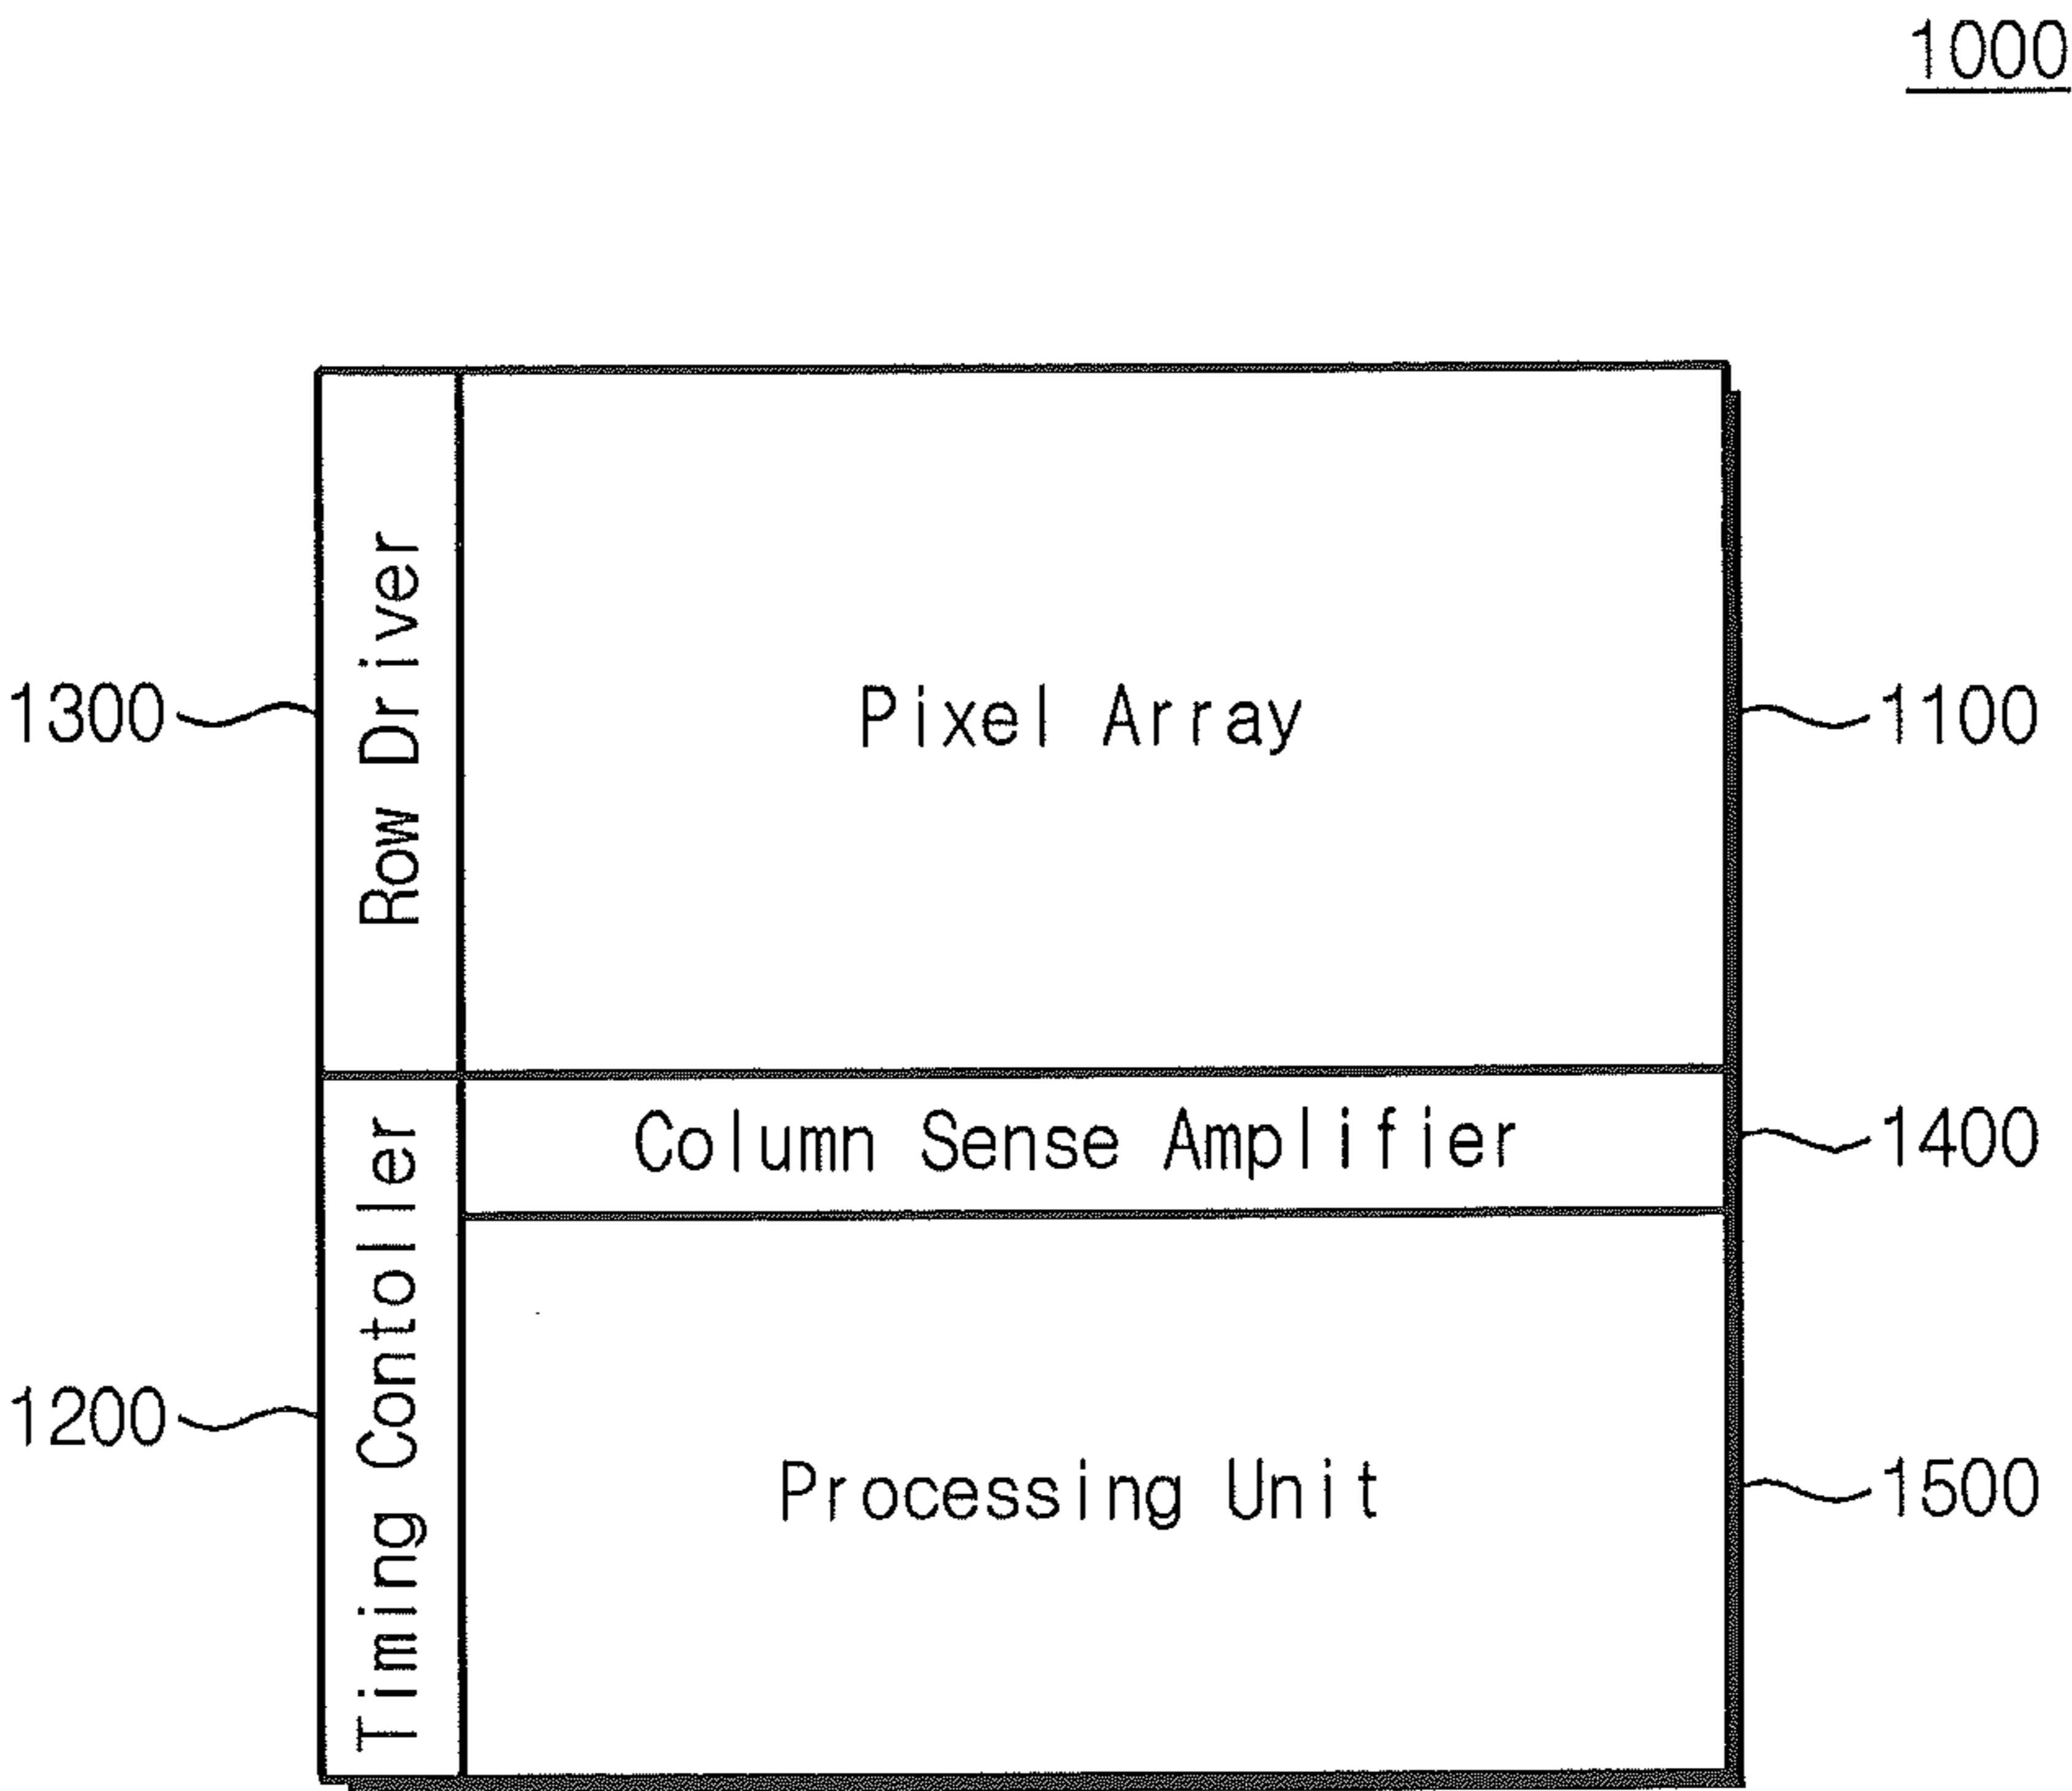 1000
Row Driver
1300
Pixel Array
1100
Column Sense Amplifier
1400
Timing Contoller
1200
Processing Unit
1500